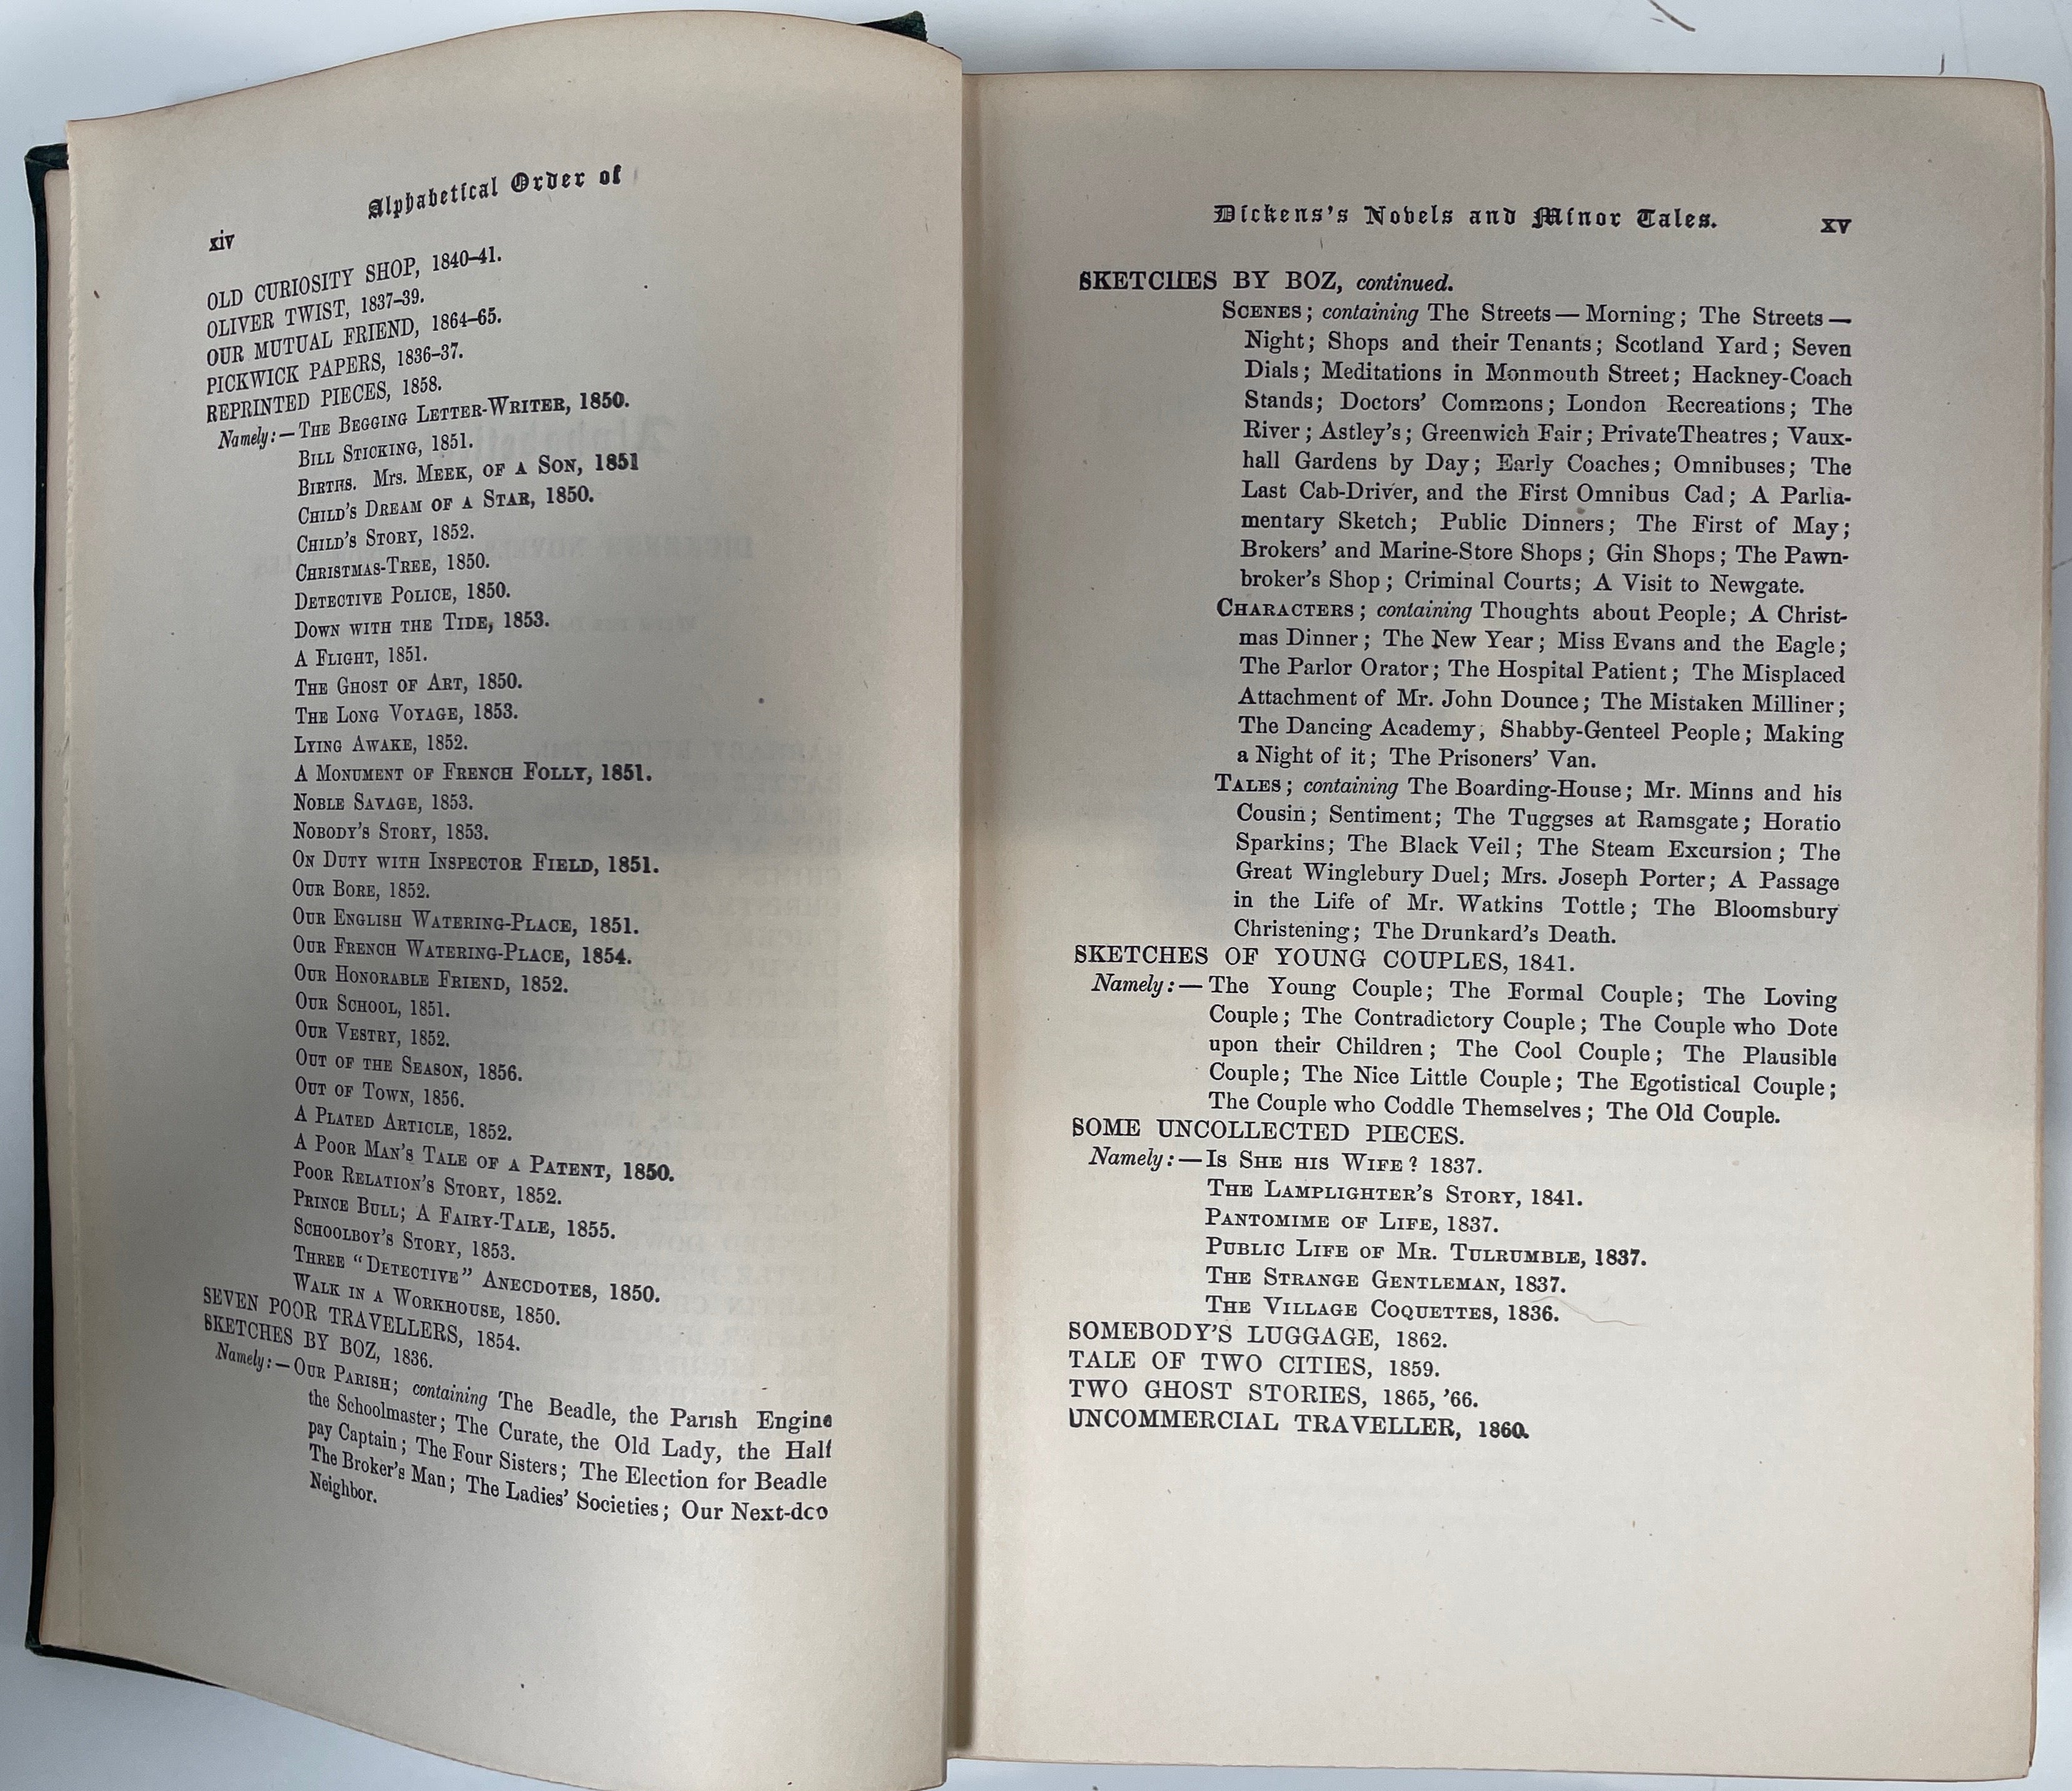 Alphabetical Order of
xiv
OLD CURIOSITY SHOP, 1840–41.
OLIVER TWIST, 1837–39.
OUR MUTUAL FRIEND, 1864–65.
PICKWICK PAPERS, 1836–37.
REPRINTED PIECES, 1858.
Namely:—THE BEGGING LETTER-WRITER, 1850.
BILL STICKING, 1851.
BIRTHS. MRS. MEEK, OF A SON, 1851
CHILD'S DREAM OF A STAR, 1850.
CHILD'S STORY, 1852.
CHRISTMAS-TREE, 1850.
DETECTIVE POLICE, 1850.
DOWN WITH THE TIDE, 1853.
A FLIGHT, 1851.
THE GHOST OF ART, 1850.
THE LONG VOYAGE, 1853.
LYING AWAKE, 1852.
A MONUMENT OF FRENCH FOLLY, 1851.
NOBLE SAVAGE, 1853.
NOBODY'S STORY, 1853.
ON DUTY WITH INSPECTOR FIELD, 1851.
OUR BORE, 1852.
OUR ENGLISH WATERING-PLACE, 1851.
OUR FRENCH WATERING-PLACE, 1854.
OUR HONORABLE FRIEND, 1852.
OUR SCHOOL, 1851.
OUR VESTRY, 1852.
OUT OF THE SEASON, 1856.
OUT OF TOWN, 1856.
A PLATED ARTICLE, 1852.
A POOR MAN'S TALE OF A PATENT, 1850.
POOR RELATION'S STORY, 1852.
PRINCE BULL; A FAIRY-TALE, 1855.
SCHOOLBOY'S STORY, 1853.
THREE "DETECTIVE" ANECDOTES, 1850.
WALK IN A WORKHOUSE, 1850.
SEVEN POOR TRAVELLERS, 1854.
SKETCHES BY BOZ, 1836.
Namely:—OUR PARISH; containing The Beadle, the Parish Engine
the Schoolmaster; The Curate, the Old Lady, the Half
pay Captain; The Four Sisters; The Election for Beadle
The Broker's Man; The Ladies' Societies; Our Next-doo
Neighbor.
Dickens's Novels and Minor Tales. xv
SKETCHES BY BOZ, continued.
SCENES; containing The Streets—Morning; The Streets—
Night; Shops and their Tenants; Scotland Yard; Seven
Dials; Meditations in Monmouth Street; Hackney-Coach
Stands; Doctors' Commons; London Recreations; The
River; Astley's; Greenwich Fair; Private Theatres; Vaux-
hall Gardens by Day; Early Coaches; Omnibuses; The
Last Cab-Driver, and the First Omnibus Cad; A Parlia-
mentary Sketch; Public Dinners; The First of May;
Brokers' and Marine-Store Shops; Gin Shops; The Pawn-
broker's Shop; Criminal Courts; A Visit to Newgate.
CHARACTERS; containing Thoughts about People; A Christ-
mas Dinner; The New Year; Miss Evans and the Eagle;
The Parlor Orator; The Hospital Patient; The Misplaced
Attachment of Mr. John Dounce; The Mistaken Milliner;
The Dancing Academy; Shabby-Genteel People; Making
a Night of it; The Prisoners' Van.
TALES; containing The Boarding-House; Mr. Minns and his
Cousin; Sentiment; The Tuggses at Ramsgate; Horatio
Sparkins; The Black Veil; The Steam Excursion; The
Great Winglebury Duel; Mrs. Joseph Porter; A Passage
in the Life of Mr. Watkins Tottle; The Bloomsbury
Christening; The Drunkard's Death.
SKETCHES OF YOUNG COUPLES, 1841.
Namely:—The Young Couple; The Formal Couple; The Loving
Couple; The Contradictory Couple; The Couple who Dote
upon their Children; The Cool Couple; The Plausible
Couple; The Nice Little Couple; The Egotistical Couple;
The Couple who Coddle Themselves; The Old Couple.
SOME UNCOLLECTED PIECES.
Namely:—IS SHE HIS WIFE? 1837.
THE LAMPLIGHTER'S STORY, 1841.
PANTOMIME OF LIFE, 1837.
PUBLIC LIFE OF MR. TULRUMBLE, 1837.
THE STRANGE GENTLEMAN, 1837.
THE VILLAGE COQUETTES, 1836.
SOMEBODY'S LUGGAGE, 1862.
TALE OF TWO CITIES, 1859.
TWO GHOST STORIES, 1865, '66.
UNCOMMERCIAL TRAVELLER, 1860.